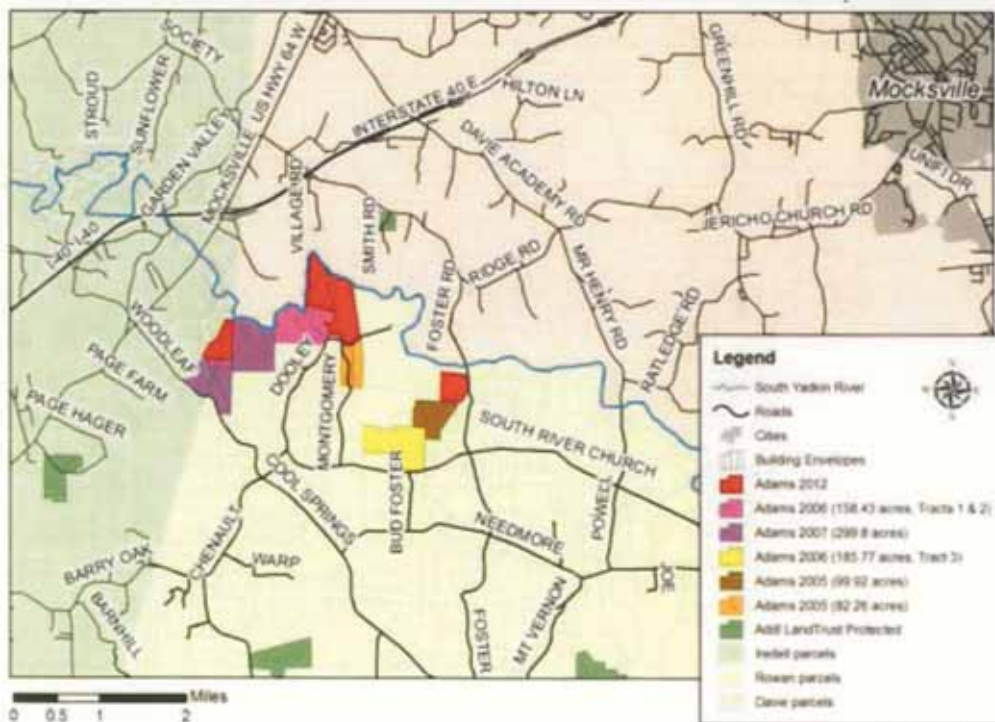 SOCIETY
STROUD
SUNFLOWER
GARDEN VALLEY
MOCKSVILLE
US HWY 64 W
INTERSTATE 40 E
HILTON LN
GREENHILL RD
Mocksville
UNIFI DR
DAVIE ACADEMY RD
JERICHO CHURCH RD
I-40~I-40
VILLAGE RD
SMITH RD
RIDGE RD
FOSTER RD
MR HENRY RD
RATLEDGE RD
WOODLEAF
PAGE FARM
PAGE HAGER
DOOLEY
MONTGOMERY
COOL SPRINGS
SOUTH RIVER CHURCH
BUD FOSTER
NEEDMORE
POWELL
CHENAULT
WARP
BARRY OAK
BARNHILL
FOSTER
MT VERNON
JOE
Legend
South Yadkin River
Roads
Cities
Building Envelopes
Adams 2012
Adams 2006 (158.43 acres, Tracts 1 & 2)
Adams 2007 (299.8 acres)
Adams 2006 (185.77 acres, Tract 3)
Adams 2005 (99.92 acres)
Adams 2005 (82.26 acres)
Addl LandTrust Protected
Iredell parcels
Rowan parcels
Davie parcels
Miles
0 0.5 1 2